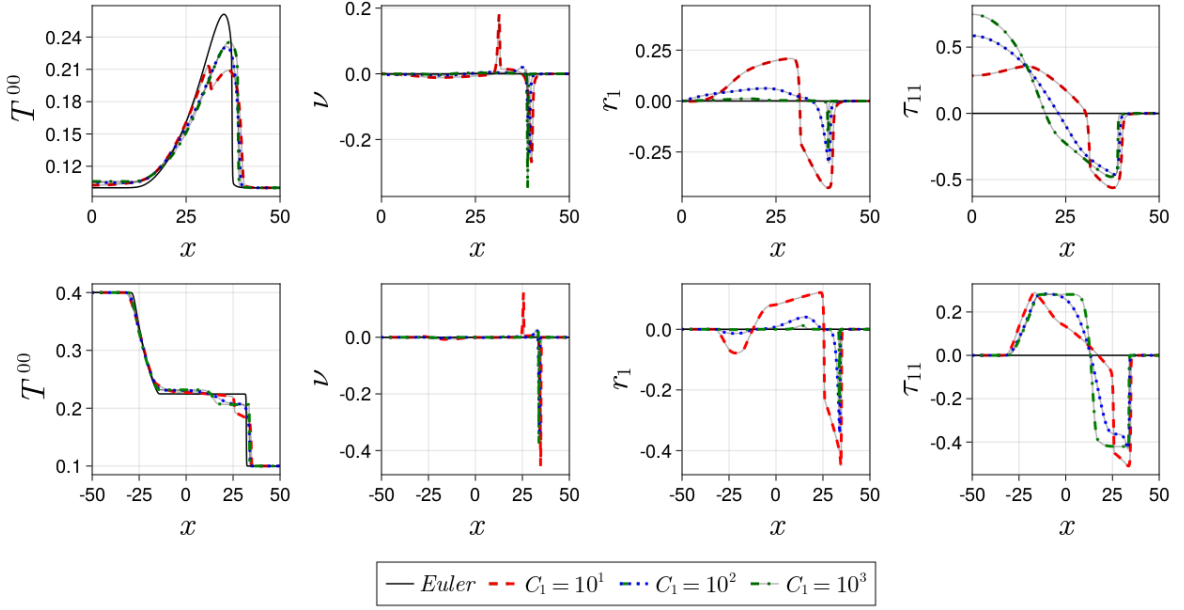 T^{00}
0.24
0.21
0.18
0.15
0.12
0 25 50
x
ν
0.2
0.0
-0.2
0 25 50
x
r_1
0.25
0.00
-0.25
0 25 50
x
τ_{11}
0.5
0.0
-0.5
0 25 50
x
T^{00}
0.4
0.3
0.2
0.1
-50 -25 0 25 50
x
ν
0.0
-0.2
-0.4
-50 -25 0 25 50
x
r_1
0.0
-0.2
-0.4
-50 -25 0 25 50
x
τ_{11}
0.2
0.0
-0.2
-0.4
-50 -25 0 25 50
x
Euler C_1 = 10^1 C_1 = 10^2 C_1 = 10^3